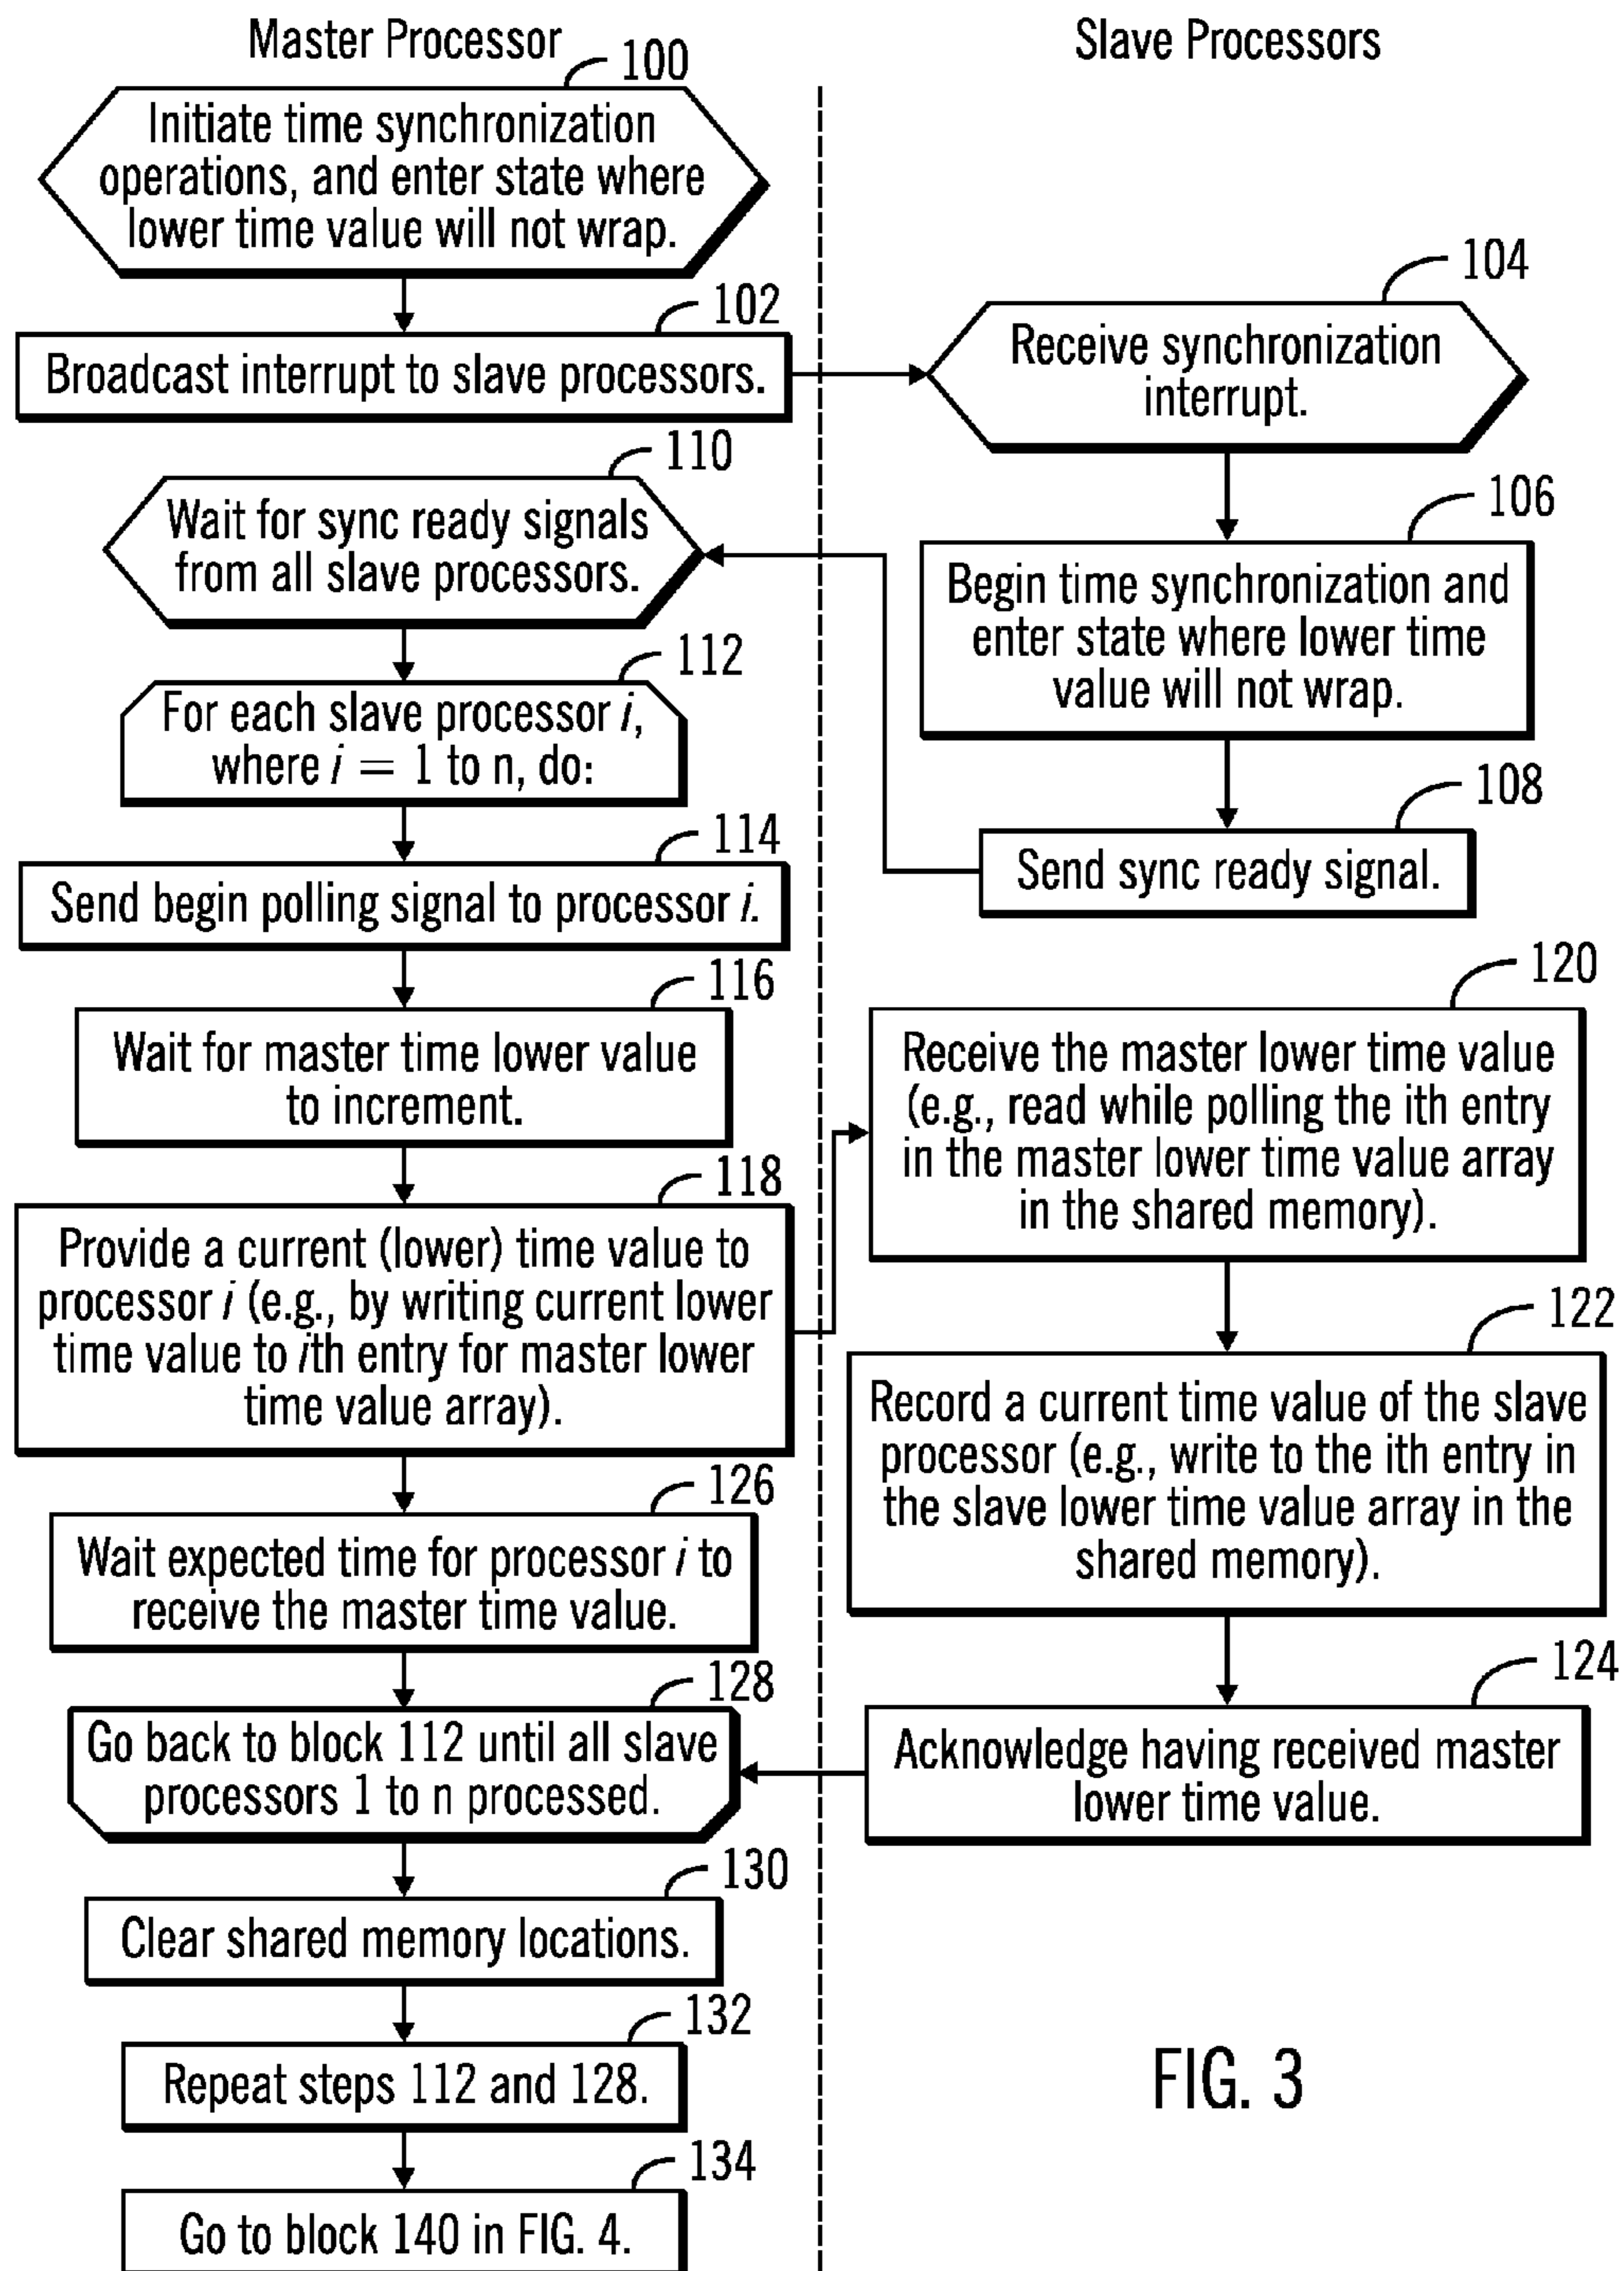 Master Processor
100
Initiate time synchronization
operations, and enter state where
lower time value will not wrap.
102
Broadcast interrupt to slave processors.
110
Wait for sync ready signals
from all slave processors.
112
For each slave processor i,
where i = 1 to n, do:
114
Send begin polling signal to processor i.
116
Wait for master time lower value
to increment.
118
Provide a current (lower) time value to
processor i (e.g., by writing current lower
time value to ith entry for master lower
time value array).
126
Wait expected time for processor i to
receive the master time value.
128
Go back to block 112 until all slave
processors 1 to n processed.
130
Clear shared memory locations.
132
Repeat steps 112 and 128.
134
Go to block 140 in FIG. 4.
Slave Processors
104
Receive synchronization
interrupt.
106
Begin time synchronization and
enter state where lower time
value will not wrap.
108
Send sync ready signal.
120
Receive the master lower time value
(e.g., read while polling the ith entry
in the master lower time value array
in the shared memory).
122
Record a current time value of the slave
processor (e.g., write to the ith entry in
the slave lower time value array in the
shared memory).
124
Acknowledge having received master
lower time value.
FIG. 3